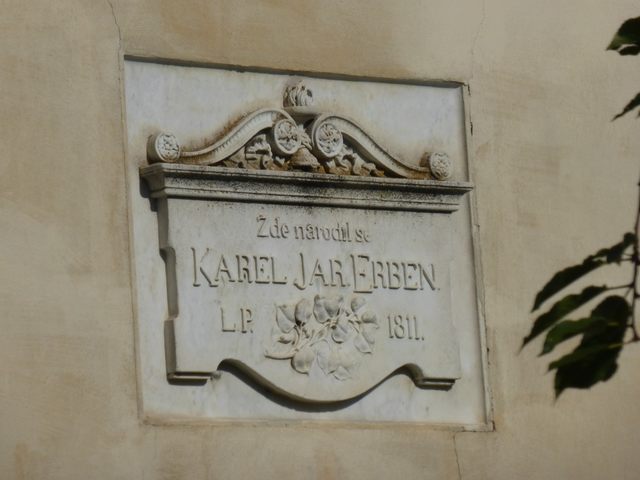 Zde narodil se
KAREL JAR. ERBEN.
L.P. 1811.